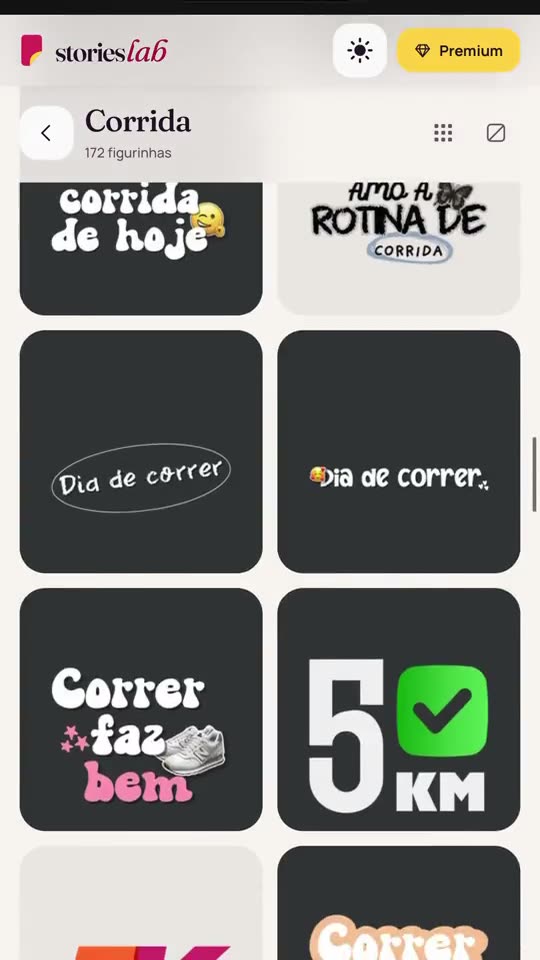 storieslab
Premium
Corrida
172 figurinhas
corrida
de hoje
AMO A
ROTINA DE
CORRIDA
Dia de correr
Dia de correr
Correr
faz
bem
5
KM
K
Correr